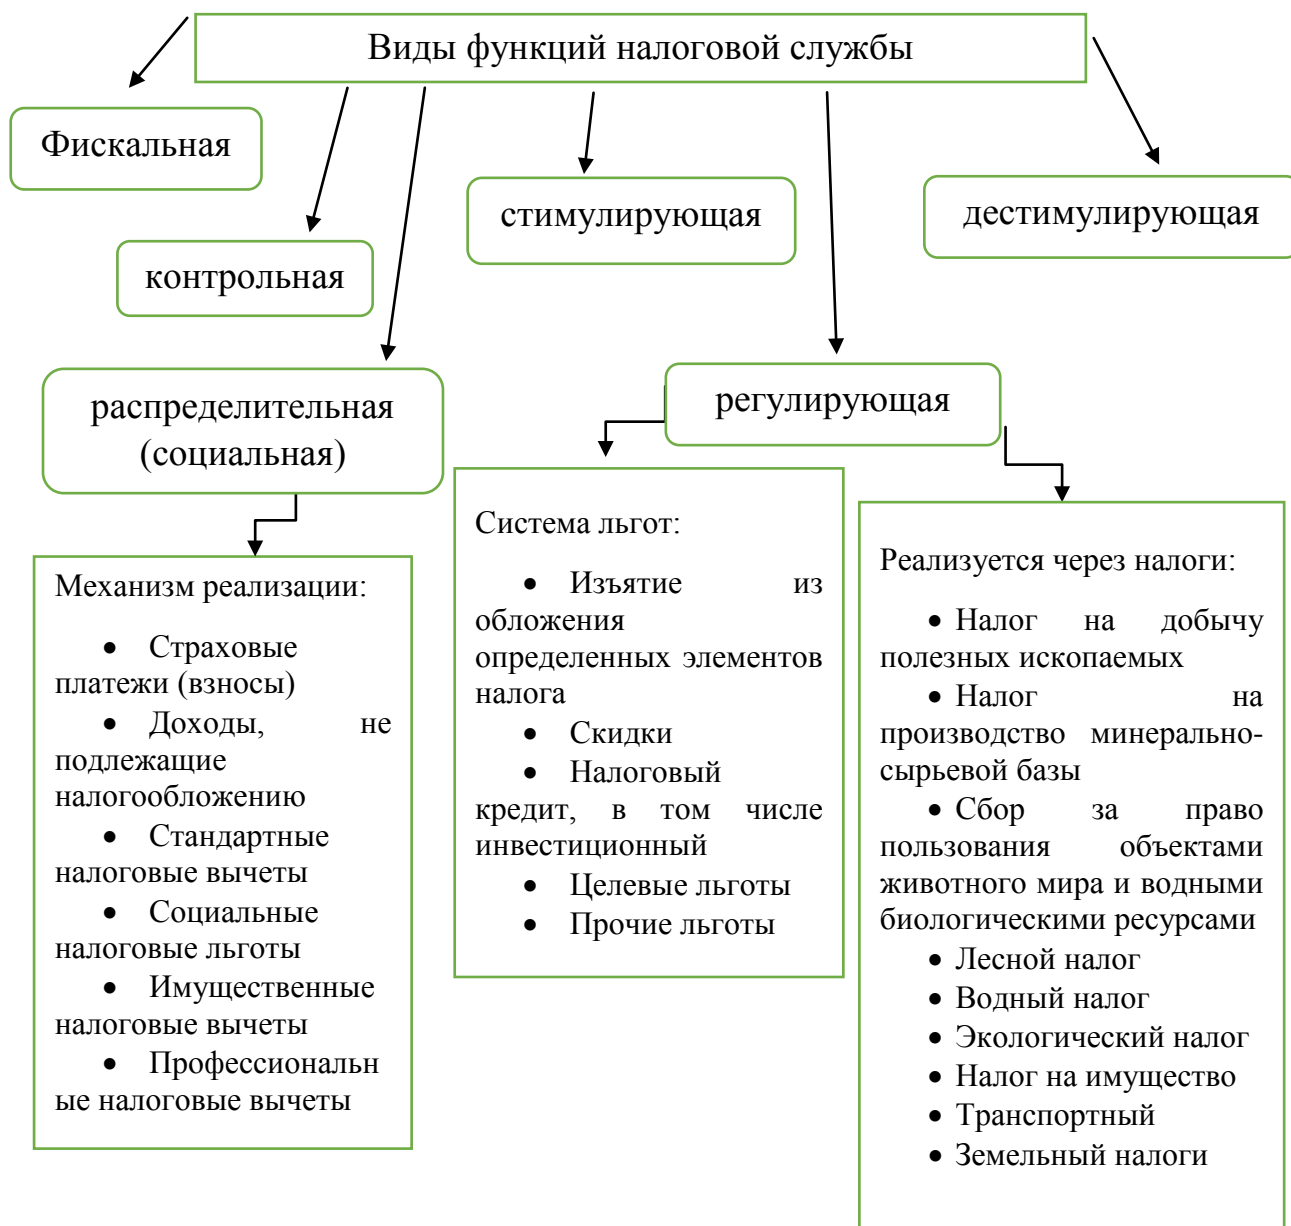 Виды функций налоговой службы
Фискальная
стимулирующая
дестимулирующая
контрольная
распределительная
(социальная)
регулирующая
Механизм реализации:
• Страховые
платежи (взносы)
• Доходы, не
подлежащие
налогообложению
• Стандартные
налоговые вычеты
• Социальные
налоговые льготы
• Имущественные
налоговые вычеты
• Профессиональн
ые налоговые вычеты
Система льгот:
• Изъятие из
обложения
определенных элементов
налога
• Скидки
• Налоговый
кредит, в том числе
инвестиционный
• Целевые льготы
• Прочие льготы
Реализуется через налоги:
• Налог на добычу
полезных ископаемых
• Налог на
производство минерально-
сырьевой базы
• Сбор за право
пользования объектами
животного мира и водными
биологическими ресурсами
• Лесной налог
• Водный налог
• Экологический налог
• Налог на имущество
• Транспортный
• Земельный налоги